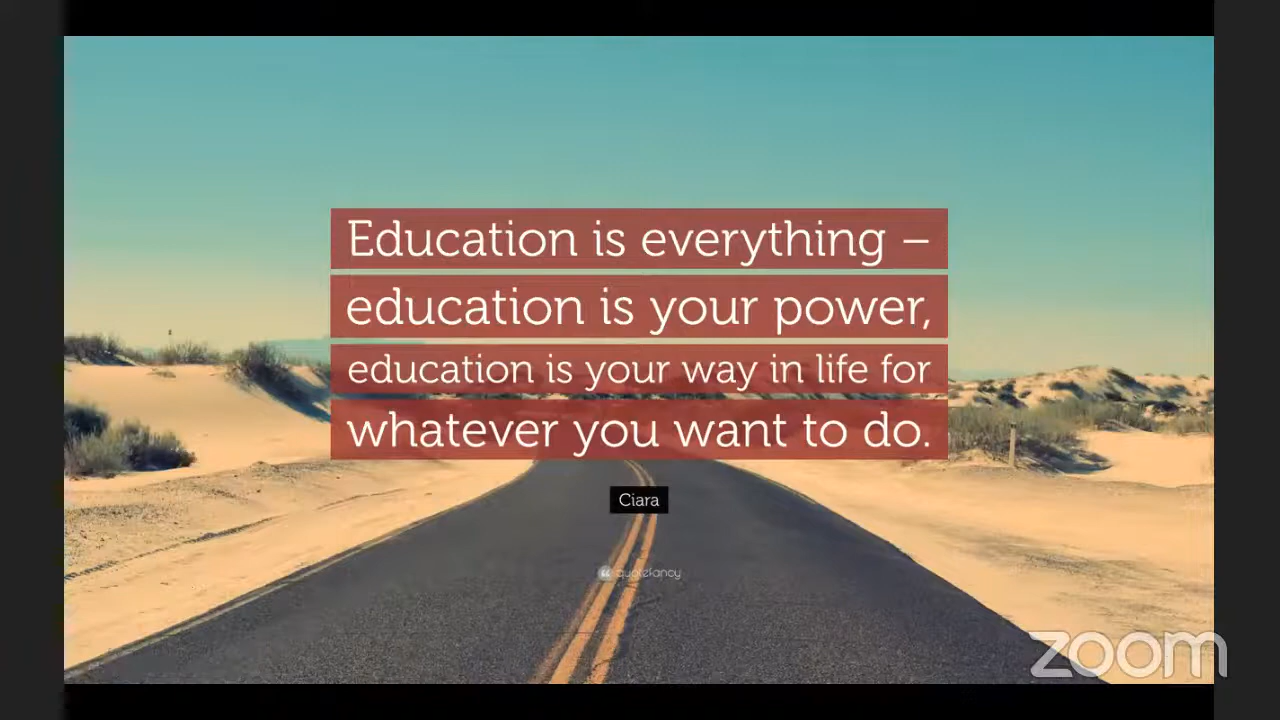 Education is everything –
education is your power,
education is your way in life for
whatever you want to do.
Ciara
quotefancy
zoom